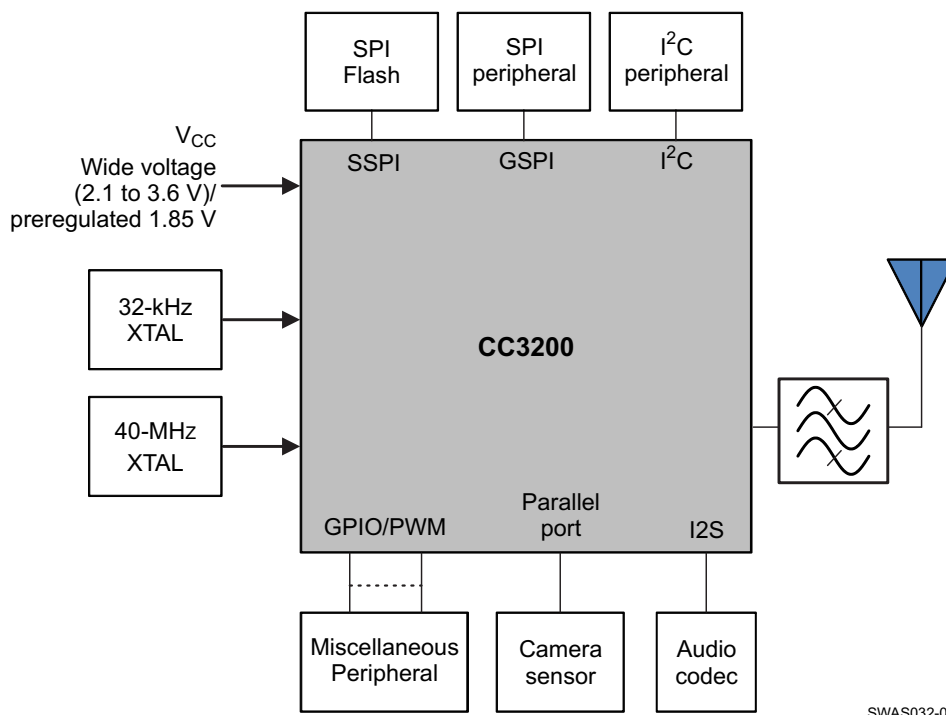 SPI
Flash
SPI
peripheral
I²C
peripheral
V_CC
Wide voltage
(2.1 to 3.6 V)/
preregulated 1.85 V
SSPI
GSPI
I²C
32-kHz
XTAL
CC3200
40-MHz
XTAL
GPIO/PWM
Parallel
port
I2S
Miscellaneous
Peripheral
Camera
sensor
Audio
codec